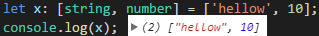 let x: [string, number] = ['hellow', 10];
console.log(x); ▸ (2) ["hellow", 10]